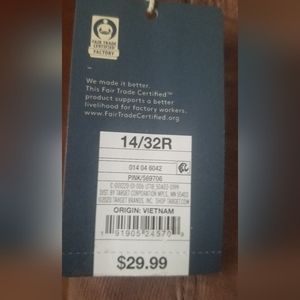 FAIR TRADE
CERTIFIED
FACTORY
We made it better.
This Fair Trade Certified™
product supports a better
livelihood for factory workers.
www.FairTradeCertified.org
14/32R
014 04 6042
PINK/569706
DIST. BY TARGET CORPORATION MPLS., MN 55403
TARGET BRANDS, INC. SHOP TARGET.COM
ORIGIN: VIETNAM
91905 24570
$29.99